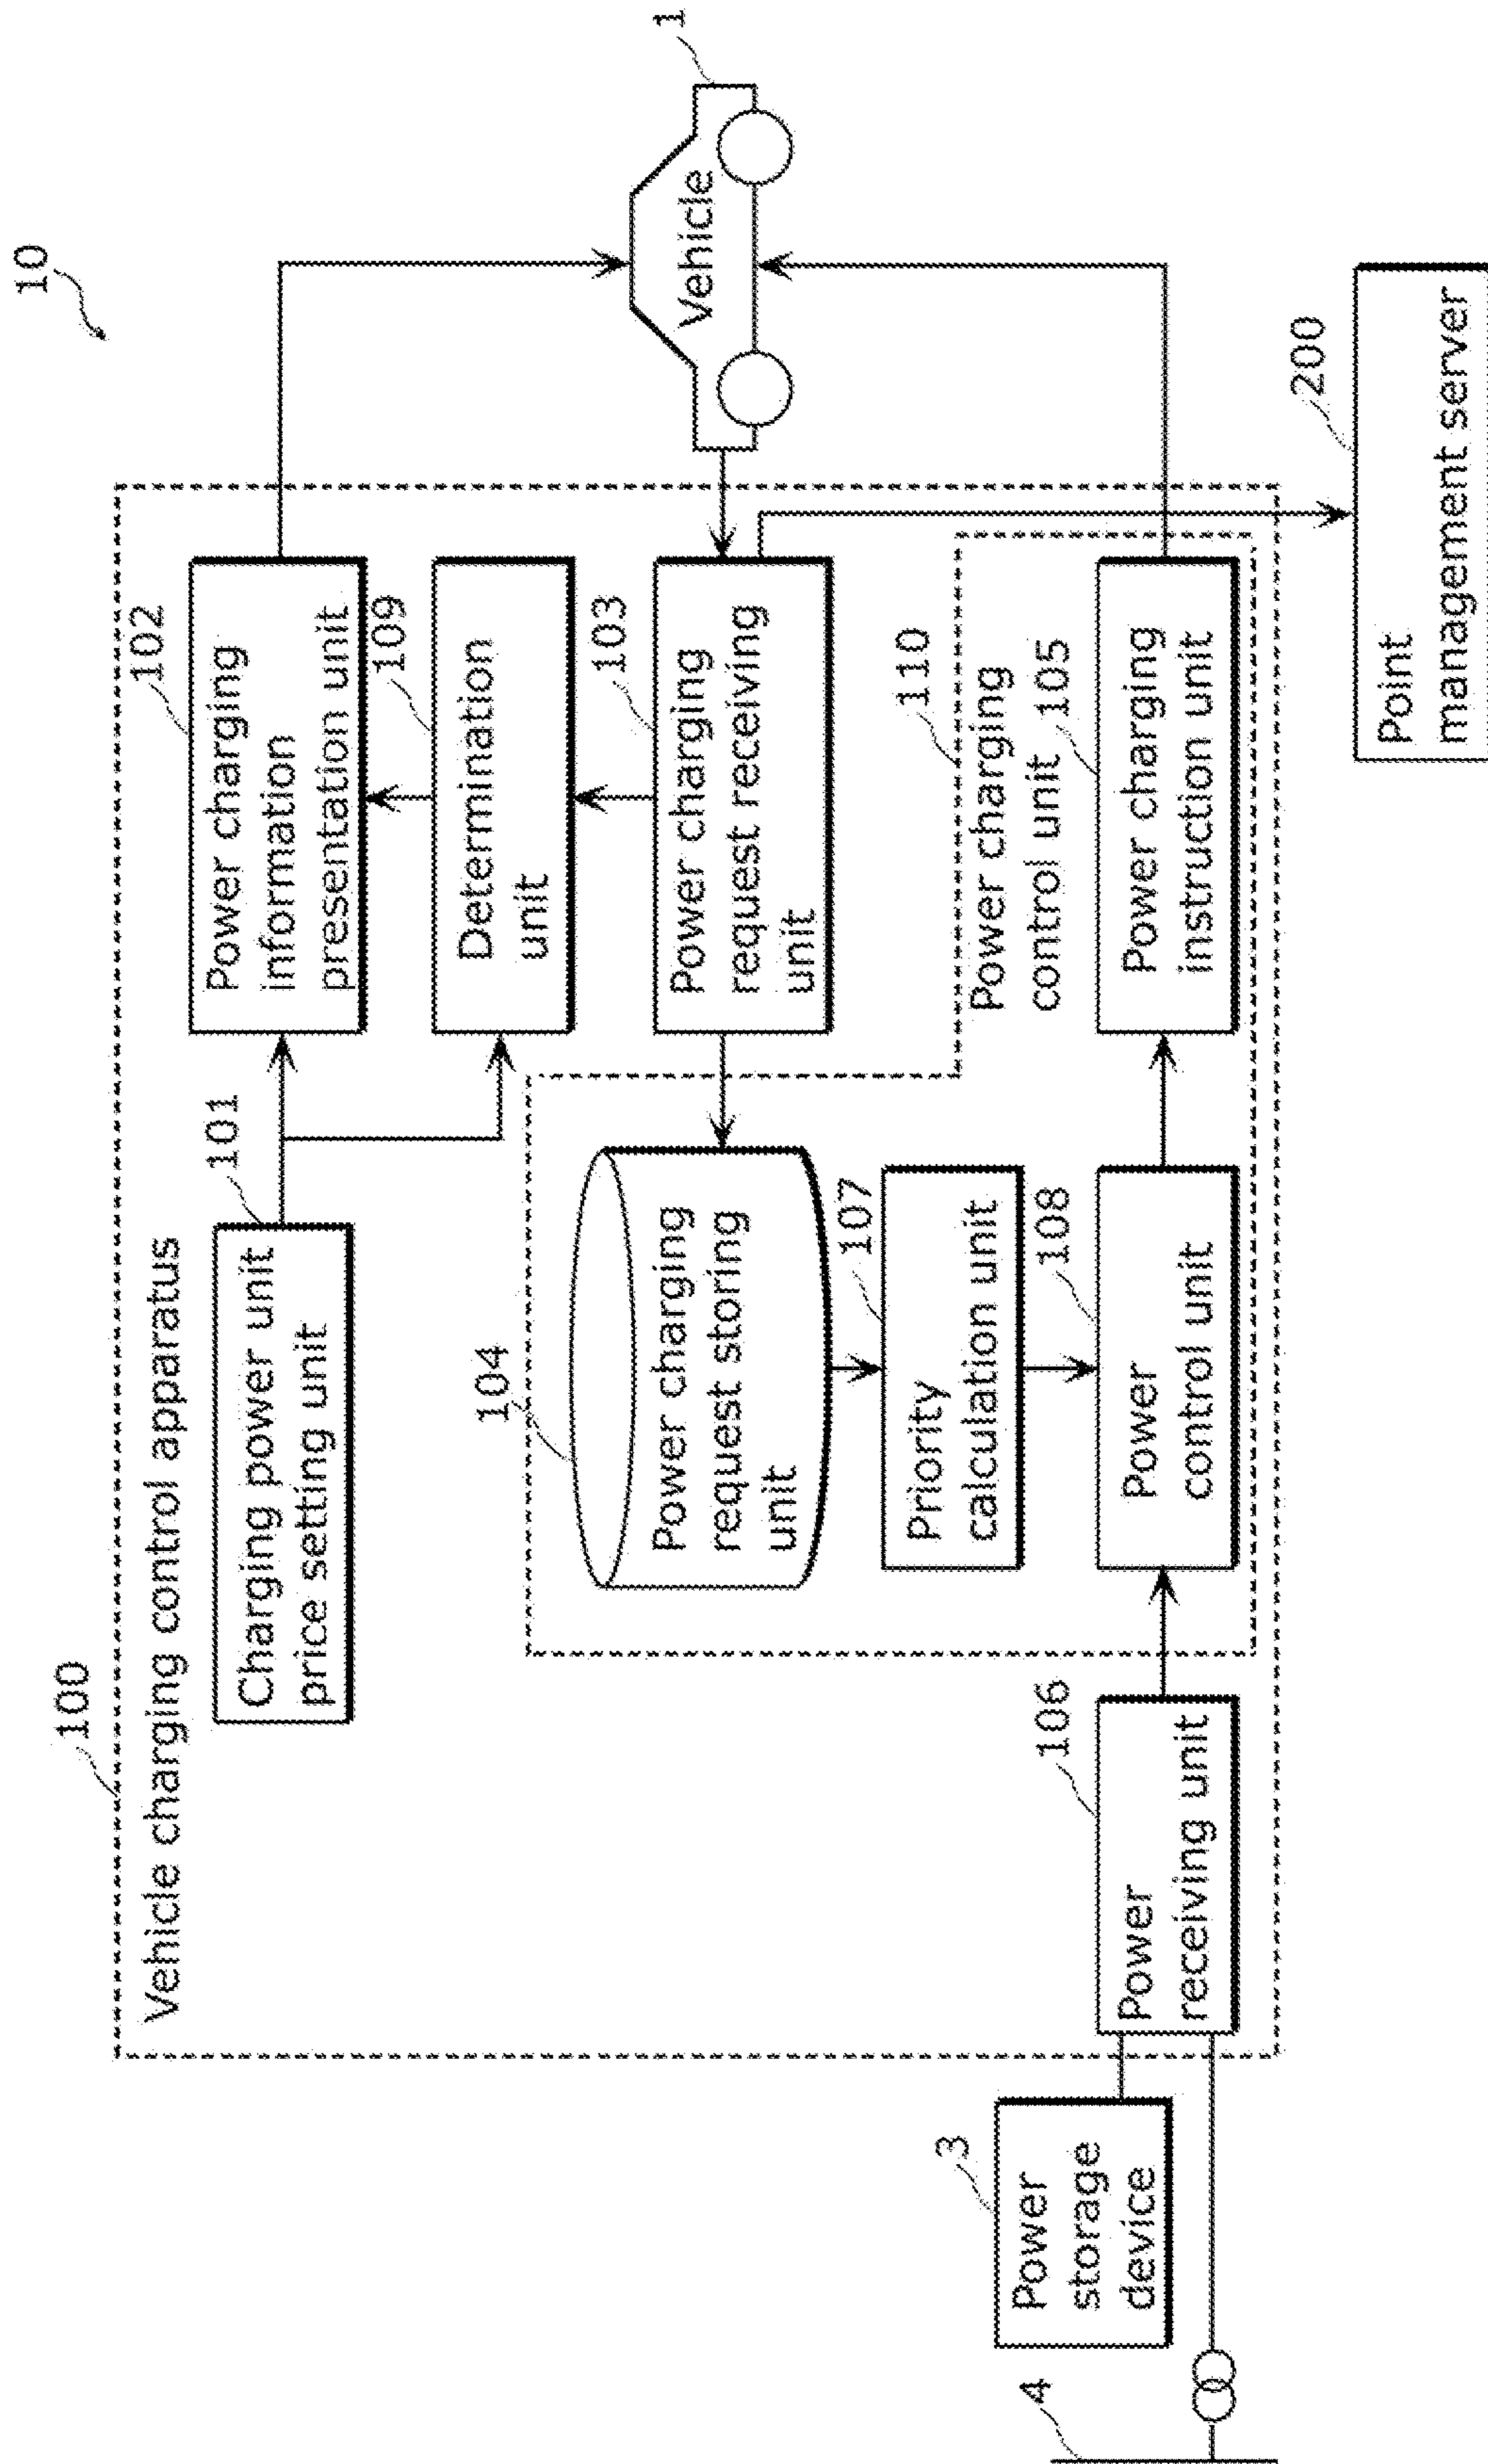 10
100
Vehicle charging control apparatus
101
Charging power unit
price setting unit
102
Power charging
information
presentation unit
109
Determination
unit
103
Power charging
request receiving
unit
1
Vehicle
104
Power charging
request storing
unit
107
Priority
calculation unit
108
Power
control unit
110
Power charging
control unit
105
Power charging
instruction unit
106
Power
receiving unit
3
Power
storage
device
4
200
Point
management server